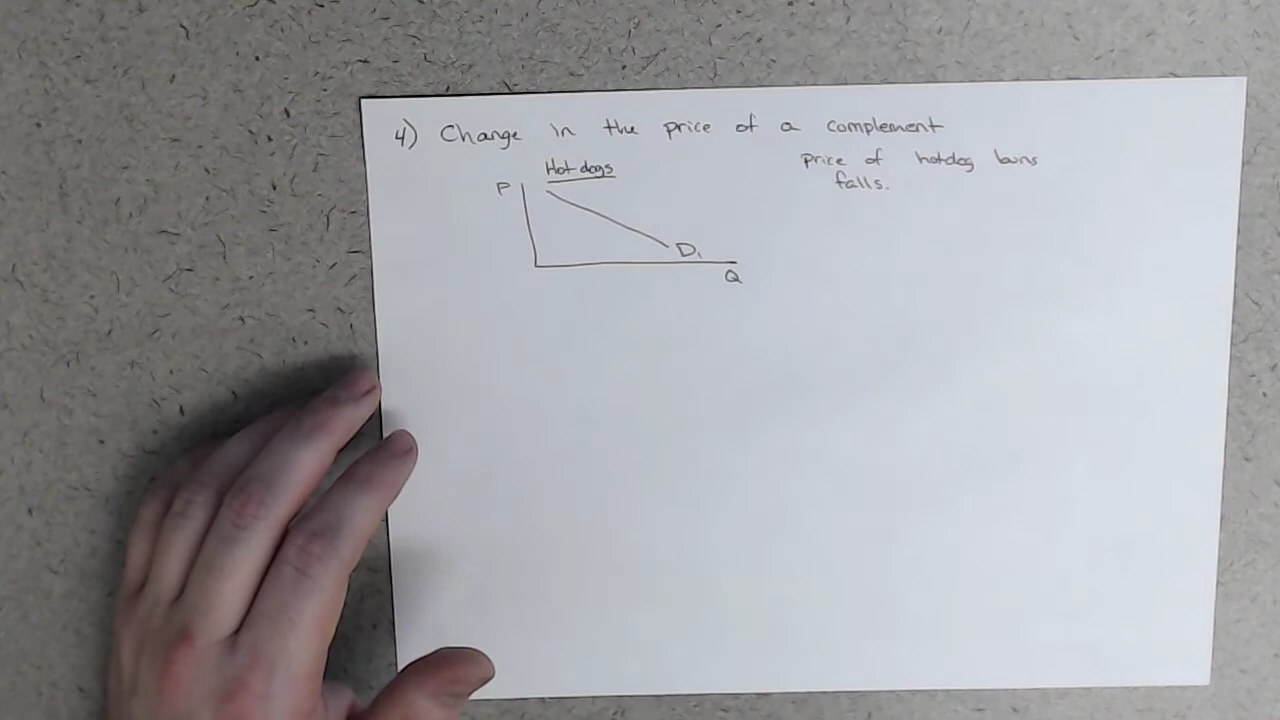 4) Change in the price of a complement
Hot dogs
price of hotdog buns
falls.
P
D₁
Q